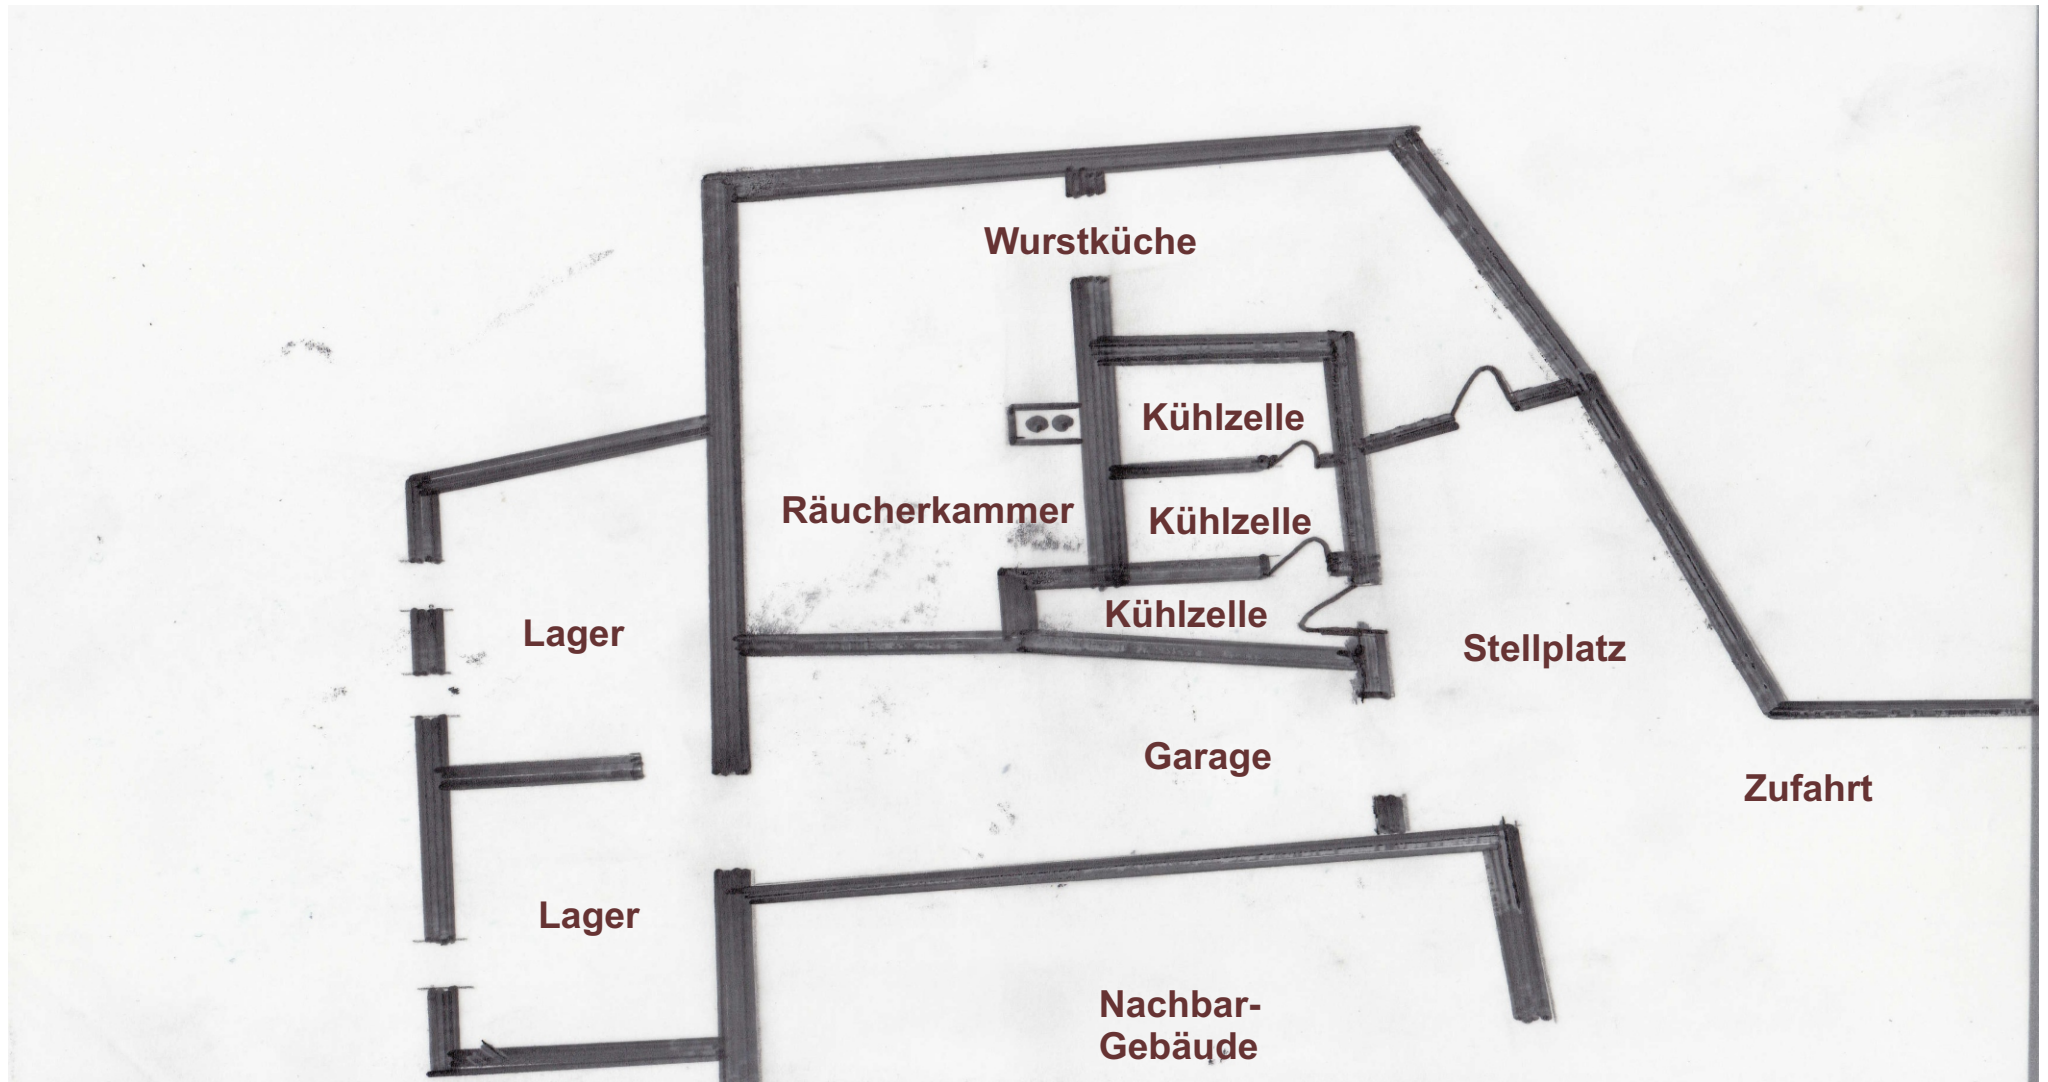 Wurstküche
Kühlzelle
Räucherkammer
Kühlzelle
Kühlzelle
Lager
Stellplatz
Garage
Zufahrt
Lager
Nachbar-
Gebäude